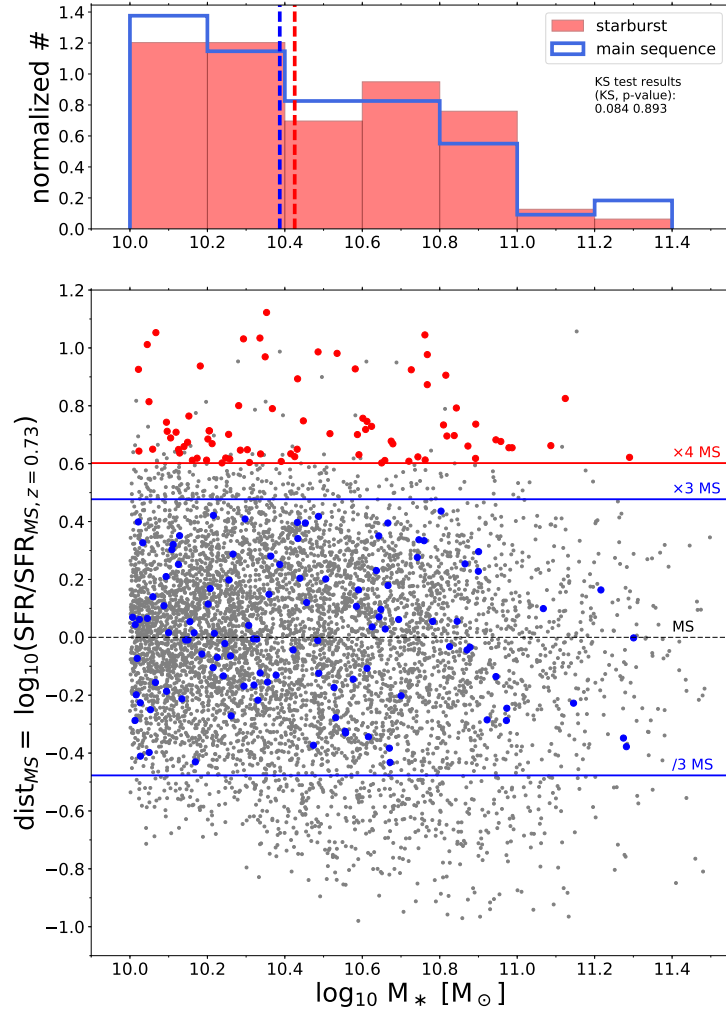 1.4
1.2
1.0
0.8
0.6
0.4
0.2
0.0
normalized #
starburst
main sequence
KS test results
(KS, p-value):
0.084 0.893
10.0 10.2 10.4 10.6 10.8 11.0 11.2 11.4
1.2
1.0
0.8
0.6
0.4
0.2
0.0
−0.2
−0.4
−0.6
−0.8
−1.0
dist_MS = log₁₀(SFR/SFR_MS, z = 0.73)
×4 MS
×3 MS
MS
/3 MS
10.0 10.2 10.4 10.6 10.8 11.0 11.2 11.4
log₁₀ M_∗ [M_⊙]